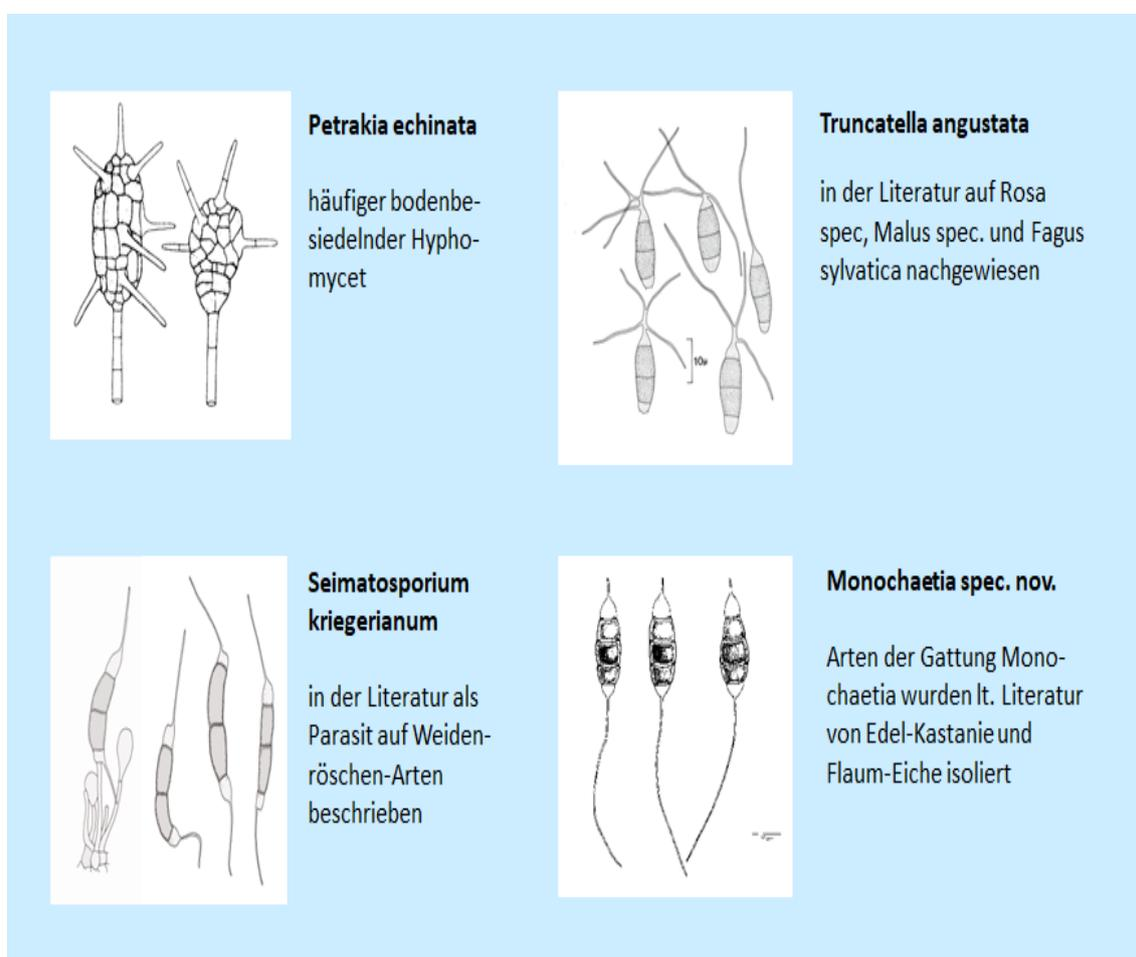 Petrakia echinata
häufiger bodenbe-
siedelnder Hypho-
mycet
Truncatella angustata
in der Literatur auf Rosa
spec, Malus spec. und Fagus
sylvatica nachgewiesen
10µ
Seimatosporium
kriegerianum
in der Literatur als
Parasit auf Weiden-
röschen-Arten
beschrieben
Monochaetia spec. nov.
Arten der Gattung Mono-
chaetia wurden lt. Literatur
von Edel-Kastanie und
Flaum-Eiche isoliert